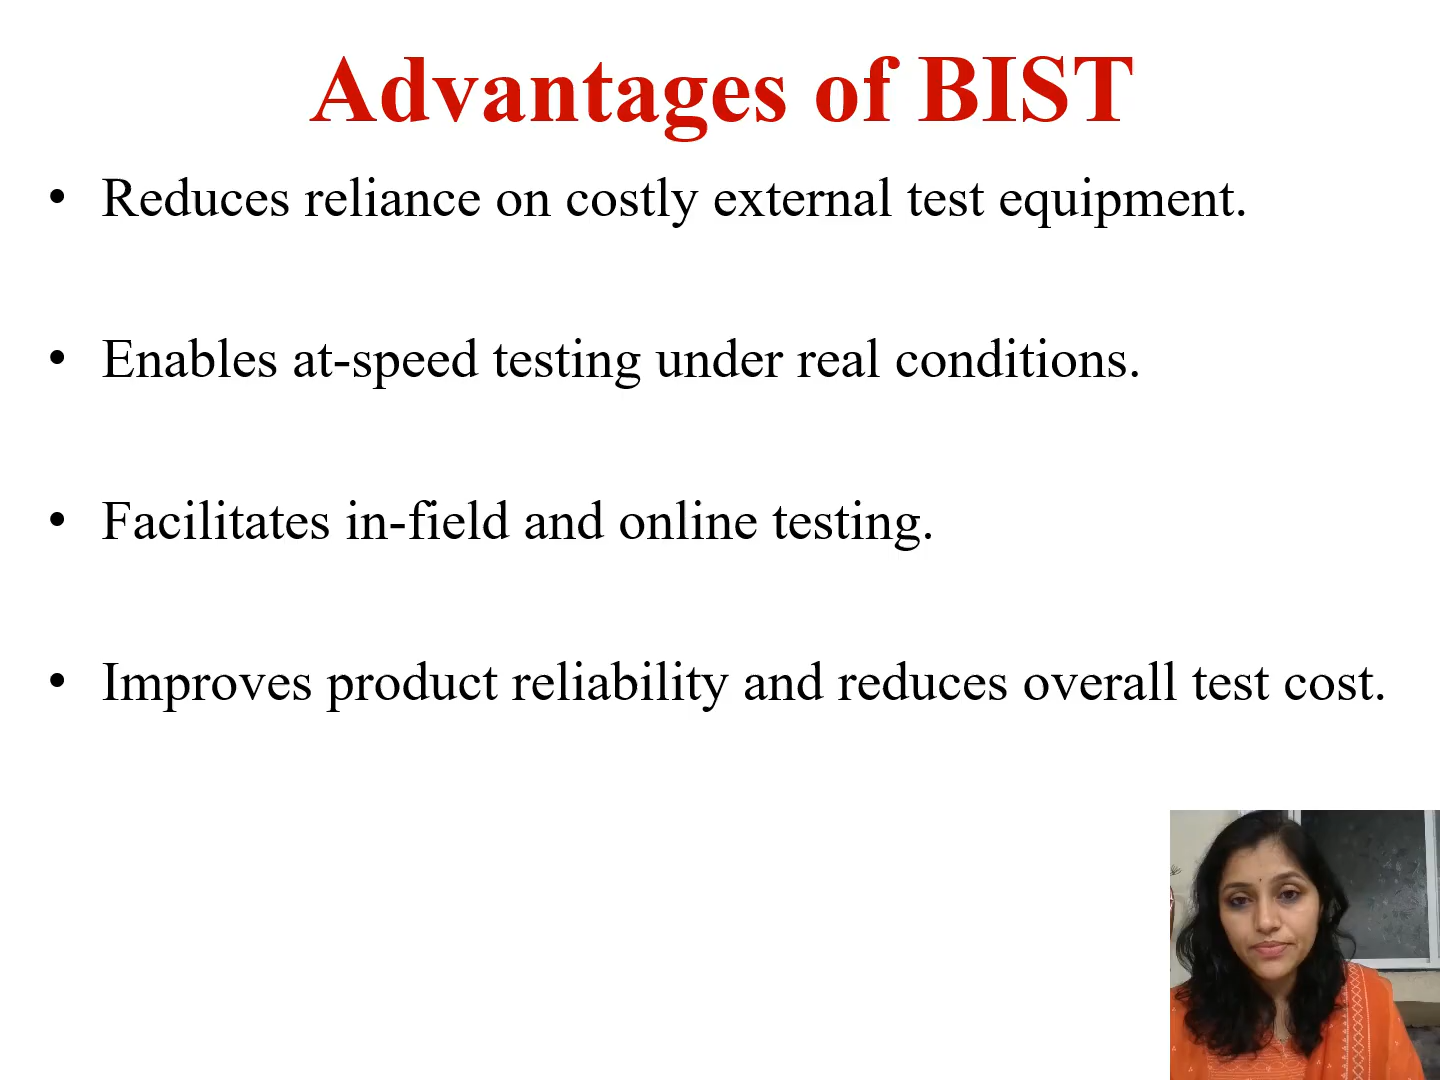 Advantages of BIST
• Reduces reliance on costly external test equipment.
• Enables at-speed testing under real conditions.
• Facilitates in-field and online testing.
• Improves product reliability and reduces overall test cost.